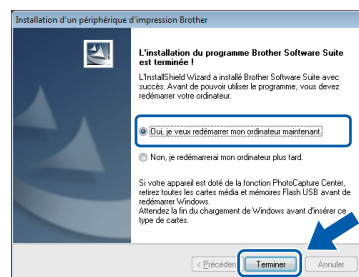 Installation d'un périphérique d'impression Brother
L'installation du programme Brother Software Suite
est terminée !
L'InstallShield Wizard a installé Brother Software Suite avec
succès. Avant de pouvoir utiliser le programme, vous devez
redémarrer votre ordinateur.
Oui, je veux redémarrer mon ordinateur maintenant.
Non, je redémarrerai mon ordinateur plus tard.
Si votre appareil est doté de la fonction PhotoCapture Center,
retirez toutes les cartes média et mémoires Flash USB avant de
redémarrer Windows.
Attendez la fin du chargement de Windows avant d'insérer ce
type de cartes.
< Précéden
Terminer
Annuler